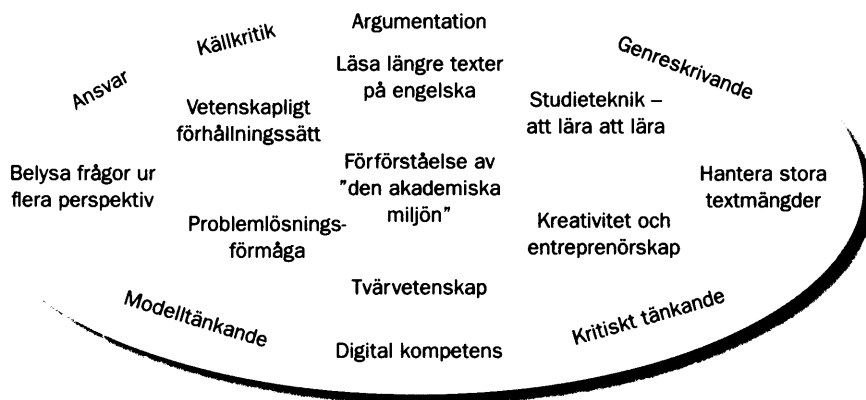 Argumentation
Källkritik
Genreskrivande
Ansvar
Läsa längre texter
på engelska
Vetenskapligt
förhållningssätt
Studieteknik –
att lära att lära
Belysa frågor ur
flera perspektiv
Förförståelse av
"den akademiska
miljön"
Hantera stora
textmängder
Problemlösnings-
förmåga
Kreativitet och
entreprenörskap
Tvärvetenskap
Modelltänkande
Kritiskt tänkande
Digital kompetens